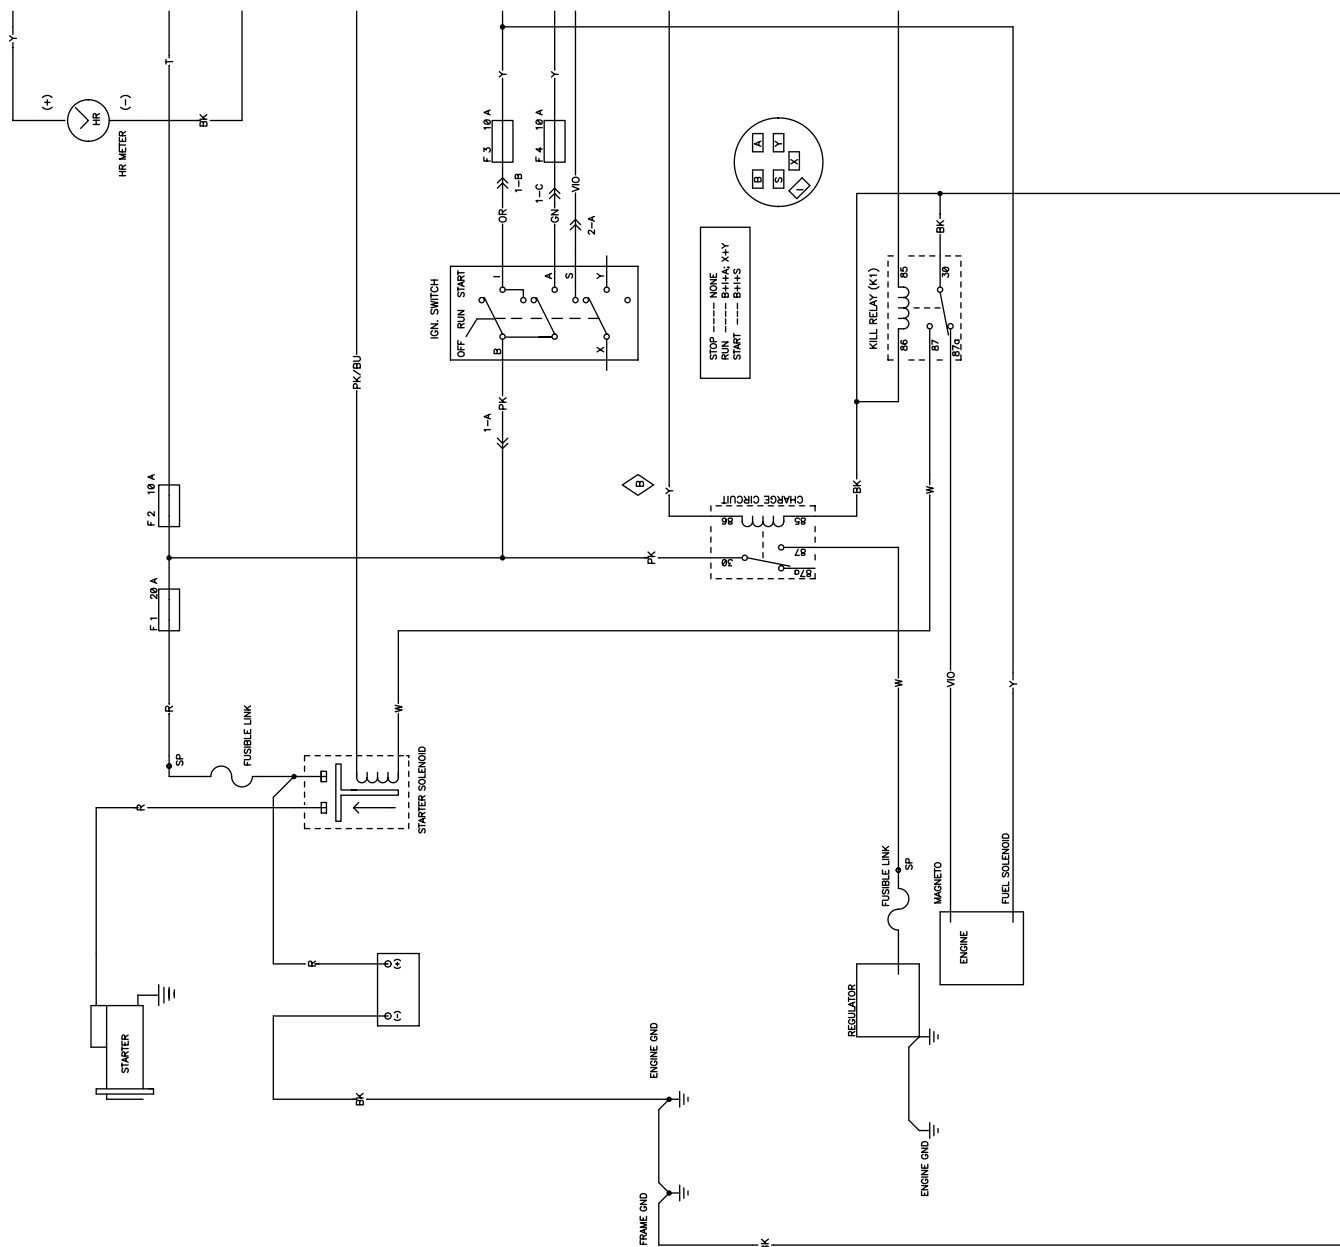 Y
(+)
HR
(-)
HR METER
BK
T
PK/BU
Y
Y
F 3 10 A
F 4 10 A
1-B
1-C
OR
GN
VIO
2-A
IGN. SWITCH
OFF RUN START
I
A
S
Y
B
X
PK
1-A
A
Y
X
B
S
I
STOP ----- NONE
RUN ----- B+I+A; X+Y
START --- B+I+S
BK
KILL RELAY (K1)
85
30
86
87
87a
F 2 10 A
B
Y
BK
W
CHARGE CIRCUIT
86
85
87
30
87a
PK
F 1 20 A
R
SP
FUSIBLE LINK
W
STARTER SOLENOID
R
W
VIO
Y
FUSIBLE LINK
SP
MAGNETO
FUEL SOLENOID
ENGINE
R
(+)
(-)
STARTER
REGULATOR
BK
ENGINE GND
ENGINE GND
FRAME GND
BK